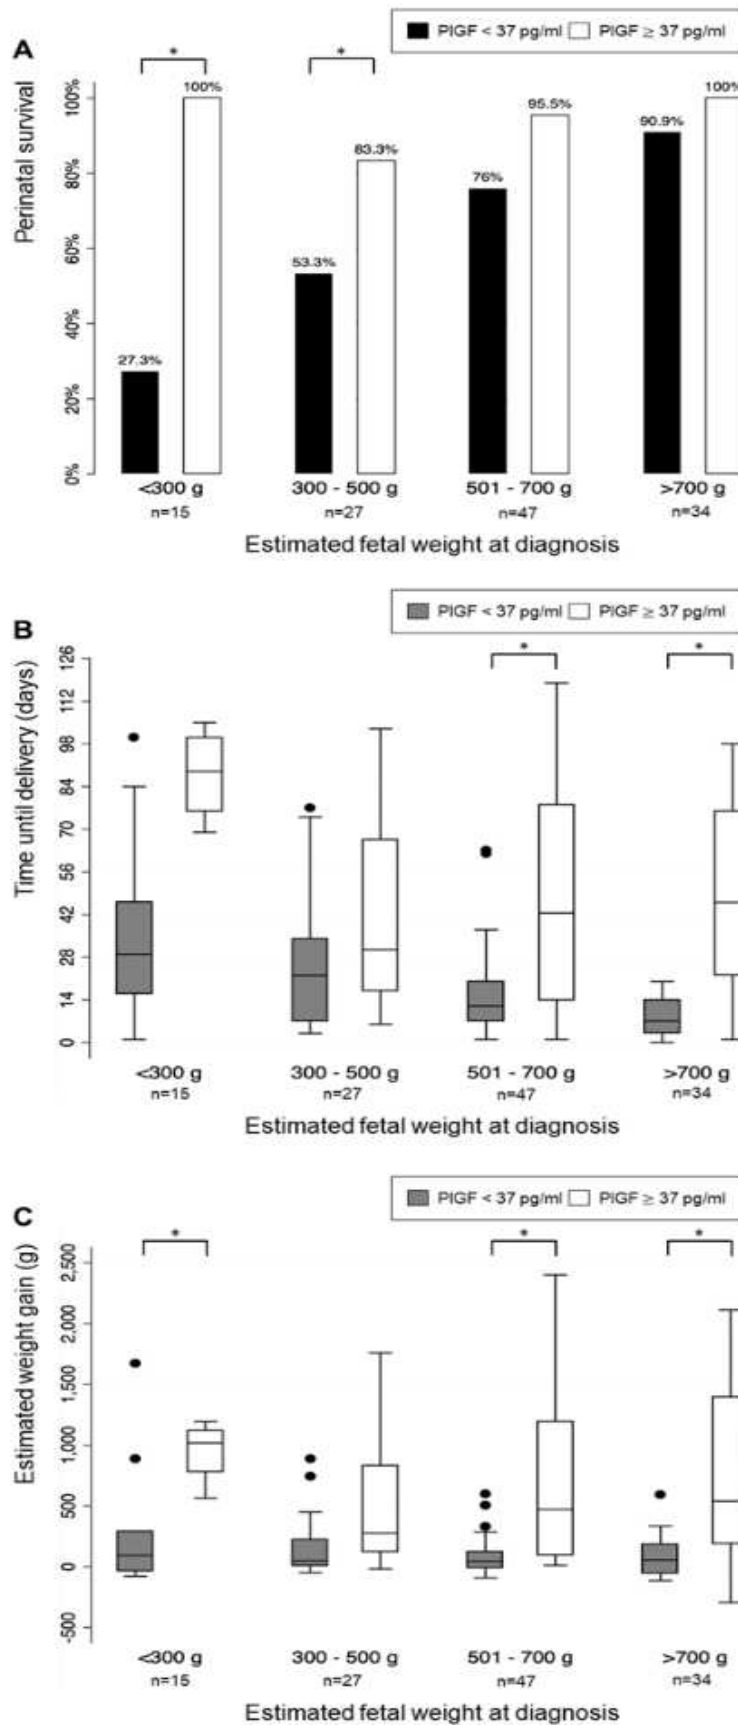 PlGF < 37 pg/ml PlGF ≥ 37 pg/ml
A
* *
Perinatal survival
100%
80%
60%
40%
20%
0%
27.3% 100% 53.3% 83.3% 76% 95.5% 90.9% 100%
<300 g 300 - 500 g 501 - 700 g >700 g
n=15 n=27 n=47 n=34
Estimated fetal weight at diagnosis
PlGF < 37 pg/ml PlGF ≥ 37 pg/ml
B
* *
Time until delivery (days)
126
112
98
84
70
56
42
28
14
0
<300 g 300 - 500 g 501 - 700 g >700 g
n=15 n=27 n=47 n=34
Estimated fetal weight at diagnosis
PlGF < 37 pg/ml PlGF ≥ 37 pg/ml
C
* * *
Estimated weight gain (g)
2,500
2,000
1,500
1,000
500
0
-500
<300 g 300 - 500 g 501 - 700 g >700 g
n=15 n=27 n=47 n=34
Estimated fetal weight at diagnosis